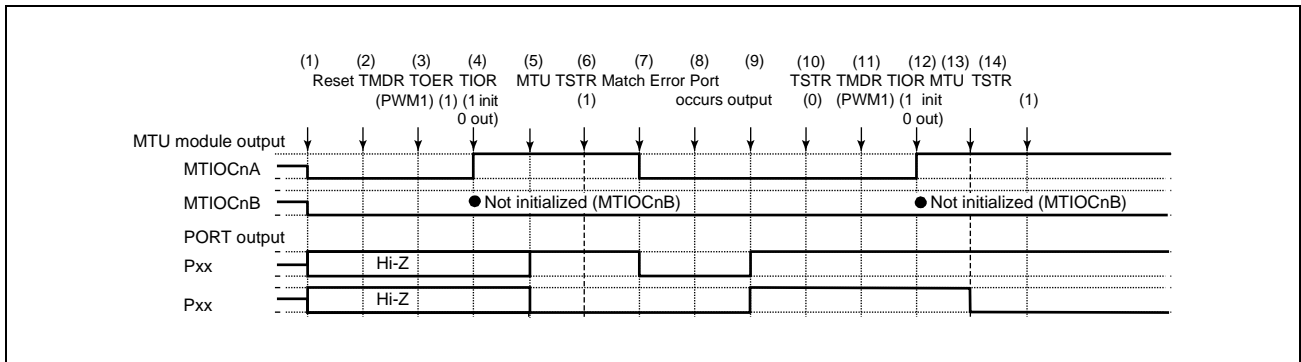 (1) (2) (3) (4) (5) (6) (7) (8) (9) (10) (11) (12) (13) (14)
Reset TMDR TOER TIOR MTU TSTR Match Error Port TSTR TMDR TIOR MTU TSTR
(PWM1) (1) (1 init (1) occurs output (0) (PWM1) (1 init (1)
0 out) 0 out)
MTU module output
MTIOCnA
MTIOCnB
● Not initialized (MTIOCnB) ● Not initialized (MTIOCnB)
PORT output
Pxx Hi-Z
Pxx Hi-Z